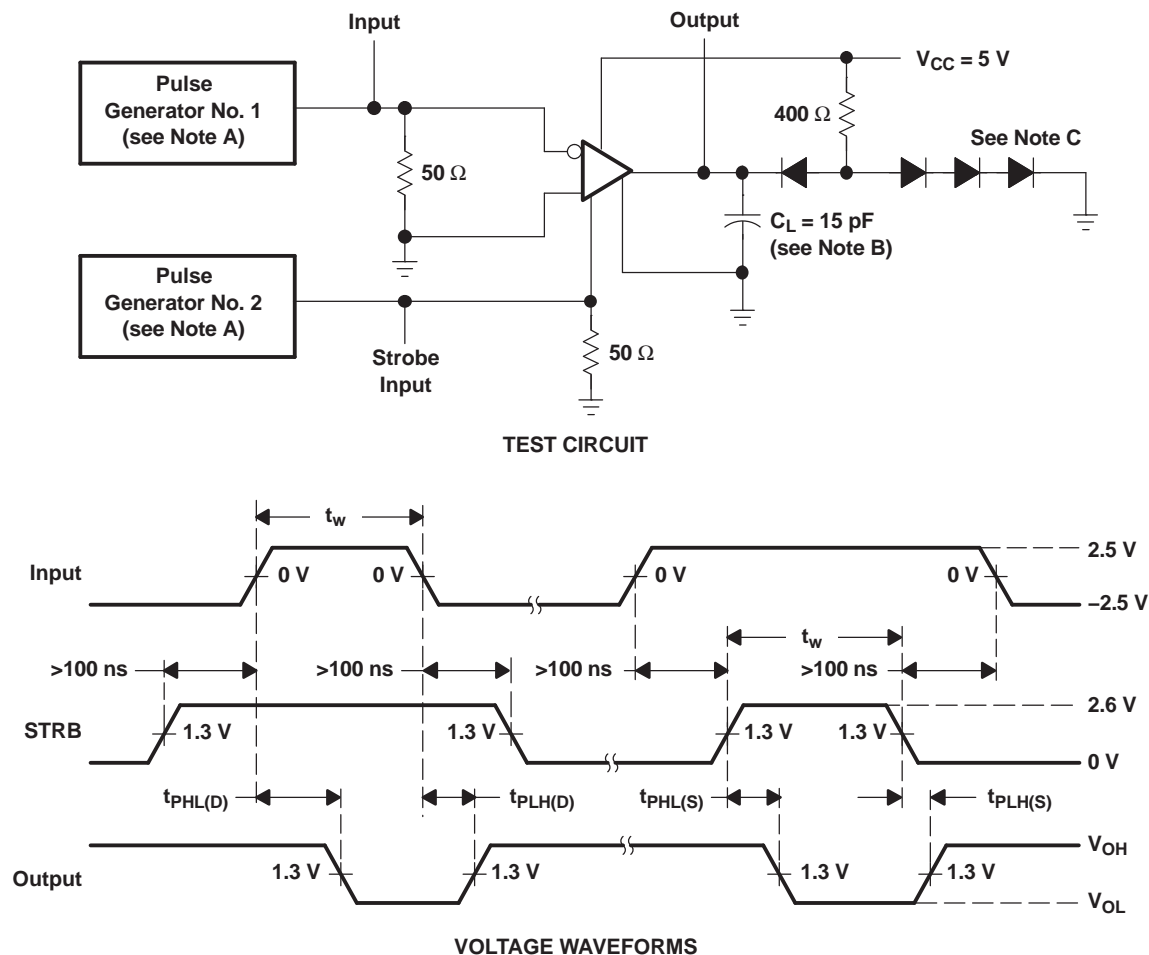 Input
Output
Pulse
Generator No. 1
(see Note A)
V_CC = 5 V
400 Ω
See Note C
50 Ω
C_L = 15 pF
(see Note B)
Pulse
Generator No. 2
(see Note A)
Strobe
Input
50 Ω
TEST CIRCUIT
t_w
Input
0 V
0 V
0 V
0 V
2.5 V
–2.5 V
t_w
>100 ns
>100 ns
>100 ns
>100 ns
STRB
1.3 V
1.3 V
1.3 V
1.3 V
2.6 V
0 V
t_PHL(D)
t_PLH(D)
t_PHL(S)
t_PLH(S)
Output
1.3 V
1.3 V
1.3 V
1.3 V
V_OH
V_OL
VOLTAGE WAVEFORMS